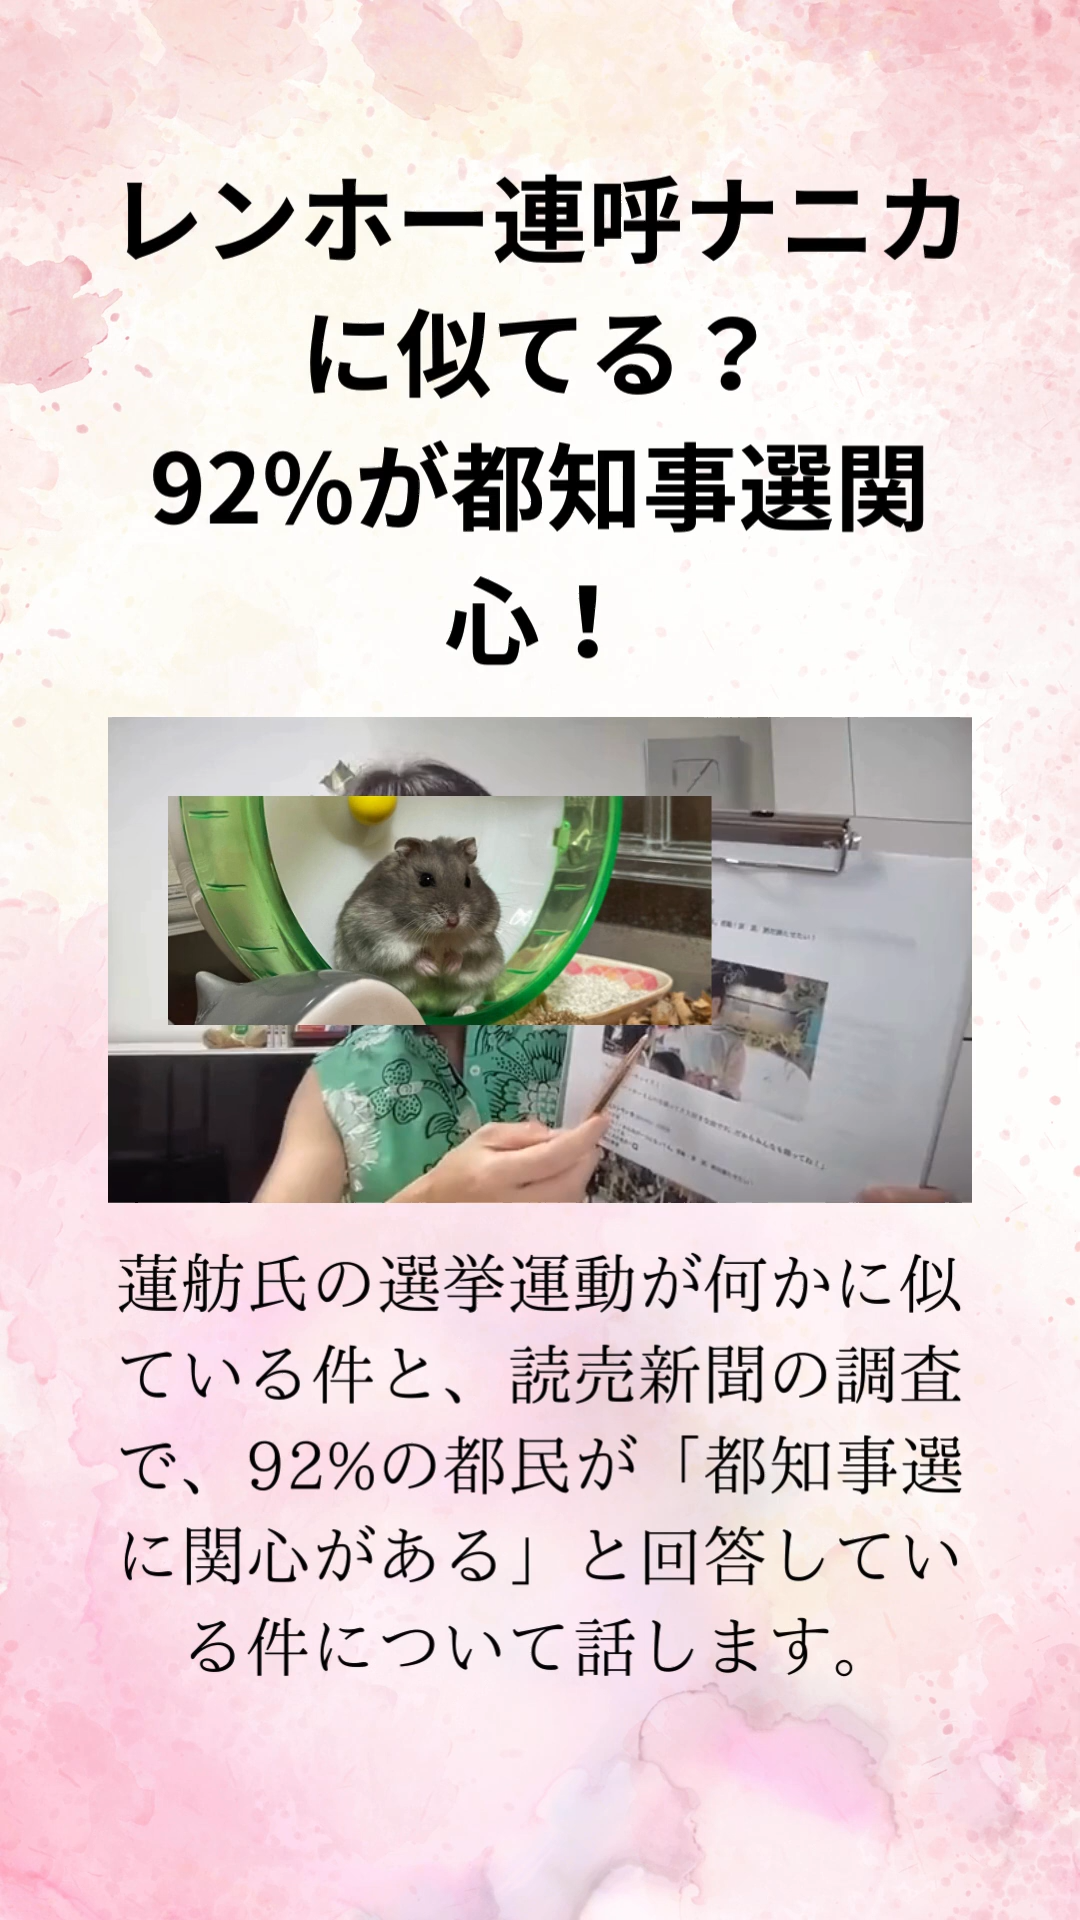 レンホー連呼ナニカ
に似てる？
92%が都知事選関
心！
蓮舫氏の選挙運動が何かに似
ている件と、読売新聞の調査
で、92%の都民が「都知事選
に関心がある」と回答してい
る件について話します。